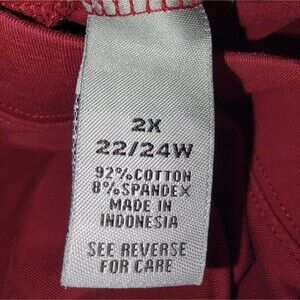 2X
22/24W
92%COTTON
8%SPANDEX
MADE IN
INDONESIA
SEE REVERSE
FOR CARE